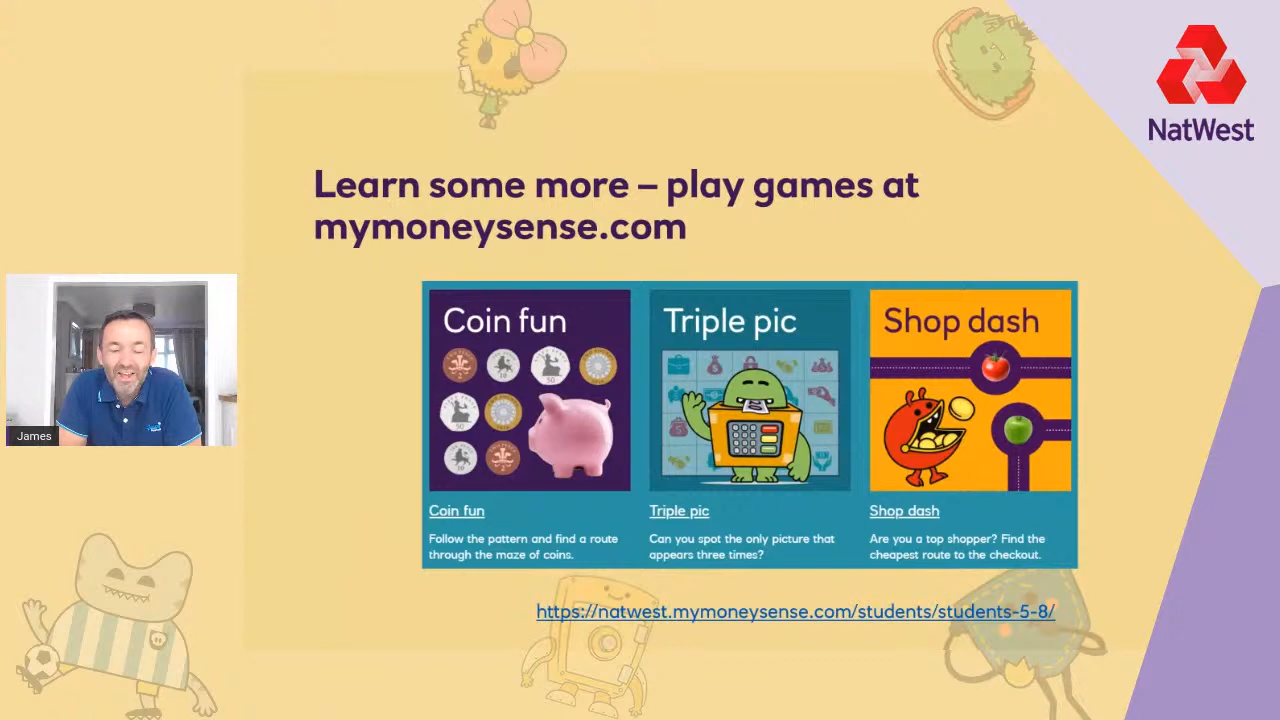 NatWest
Learn some more – play games at
mymoneysense.com
Coin fun
Triple pic
Shop dash
James
Coin fun
Follow the pattern and find a route
through the maze of coins.
Triple pic
Can you spot the only picture that
appears three times?
Shop dash
Are you a top shopper? Find the
cheapest route to the checkout.
https://natwest.mymoneysense.com/students/students-5-8/